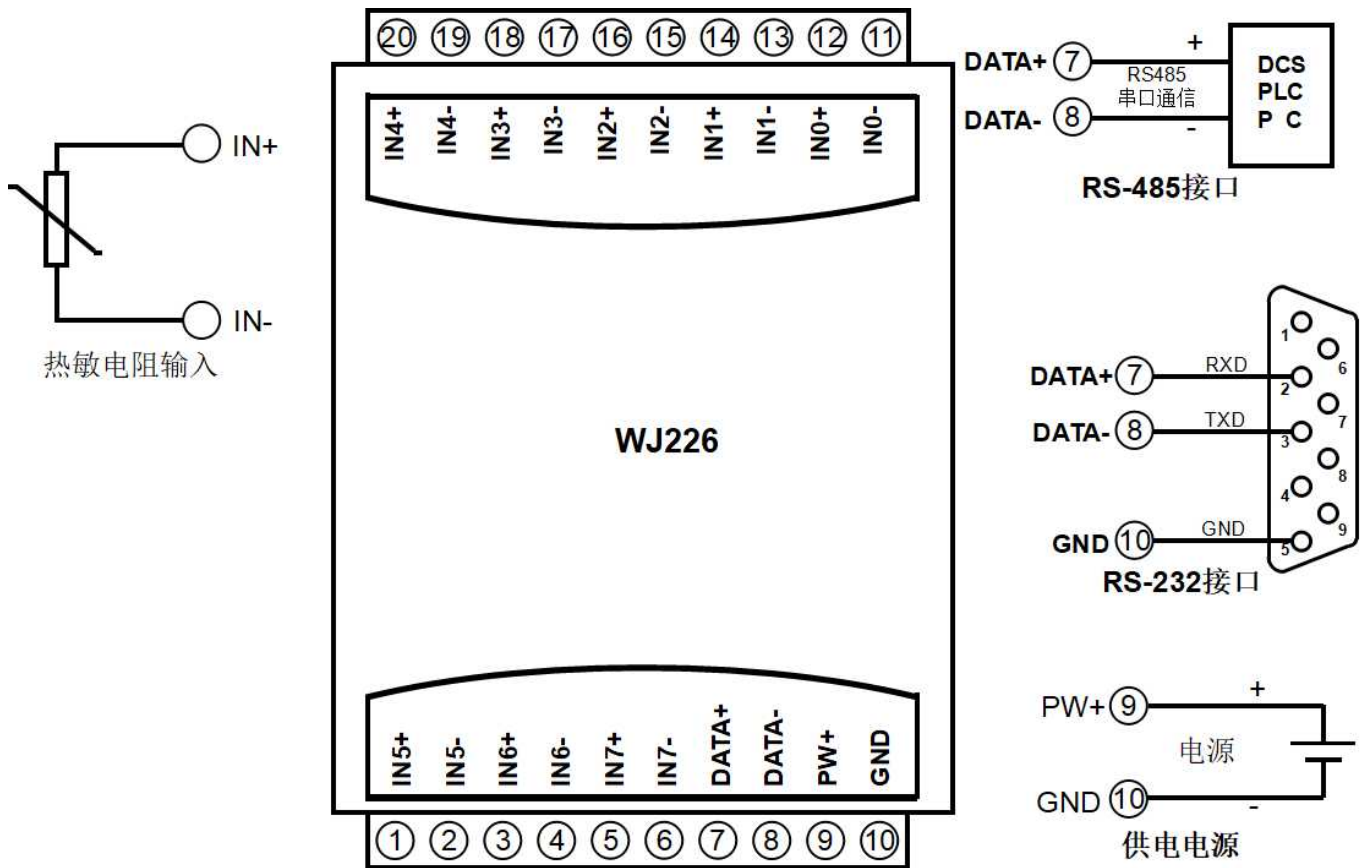 ⑳ ⑲ ⑱ ⑰ ⑯ ⑮ ⑭ ⑬ ⑫ ⑪
IN4+ IN4- IN3+ IN3- IN2+ IN2- IN1+ IN1- IN0+ IN0-
IN+
IN-
热敏电阻输入
WJ226
IN5+ IN5- IN6+ IN6- IN7+ IN7- DATA+ DATA- PW+ GND
① ② ③ ④ ⑤ ⑥ ⑦ ⑧ ⑨ ⑩
DATA+ ⑦ +
RS485
串口通信
DATA- ⑧ -
DCS
PLC
P C
RS-485接口
DATA+ ⑦ RXD
DATA- ⑧ TXD
GND ⑩ GND
1
6
2
7
3
8
4
9
5
RS-232接口
PW+ ⑨ +
电源
GND ⑩ -
供电电源